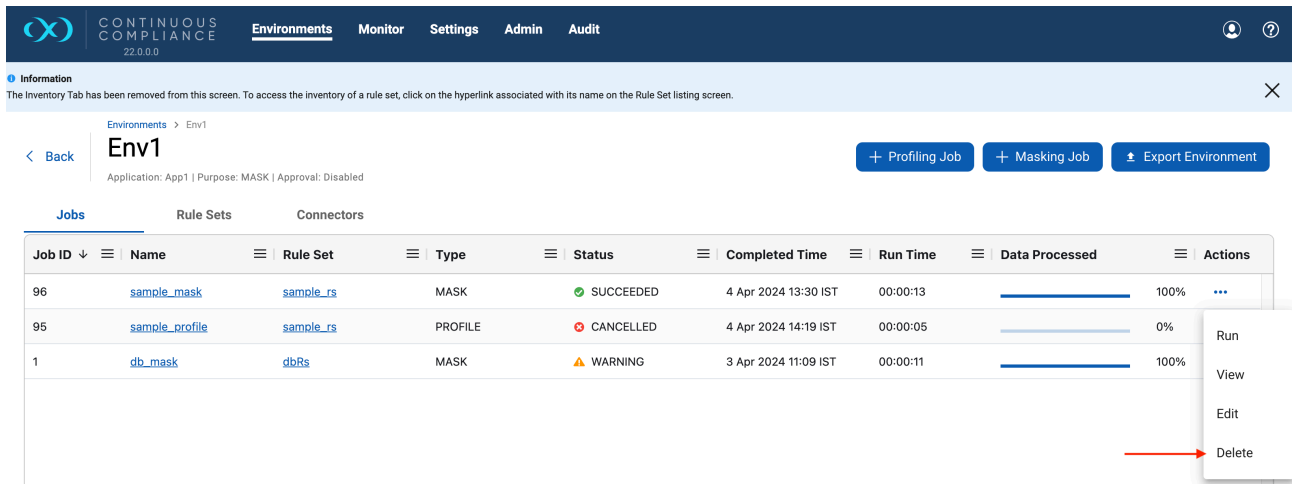 CONTINUOUS
COMPLIANCE
22.0.0.0
Environments Monitor Settings Admin Audit
Information
The Inventory Tab has been removed from this screen. To access the inventory of a rule set, click on the hyperlink associated with its name on the Rule Set listing screen.
Environments > Env1
Back
Env1
Application: App1 | Purpose: MASK | Approval: Disabled
+ Profiling Job + Masking Job Export Environment
Jobs Rule Sets Connectors
Job ID Name Rule Set Type Status Completed Time Run Time Data Processed Actions
96 sample_mask sample_rs MASK SUCCEEDED 4 Apr 2024 13:30 IST 00:00:13 100% •••
95 sample_profile sample_rs PROFILE CANCELLED 4 Apr 2024 14:19 IST 00:00:05 0%
1 db_mask dbRs MASK WARNING 3 Apr 2024 11:09 IST 00:00:11 100%
Run
View
Edit
Delete